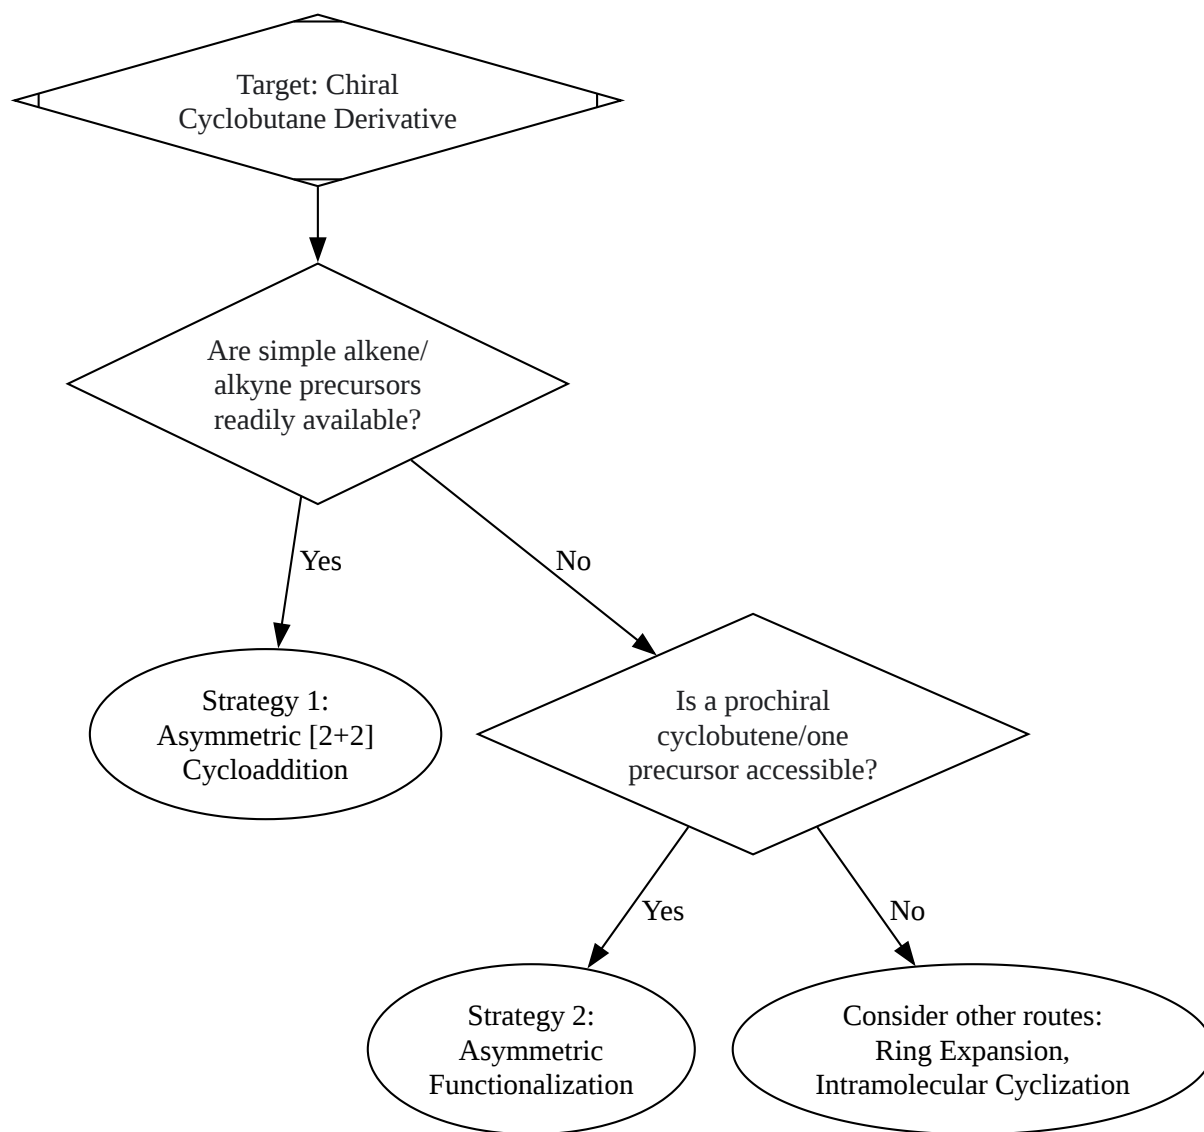 Target: Chiral
Cyclobutane Derivative
Are simple alkene/
alkyne precursors
readily available?
Yes
No
Strategy 1:
Asymmetric [2+2]
Cycloaddition
Is a prochiral
cyclobutene/one
precursor accessible?
Yes
No
Strategy 2:
Asymmetric
Functionalization
Consider other routes:
Ring Expansion,
Intramolecular Cyclization